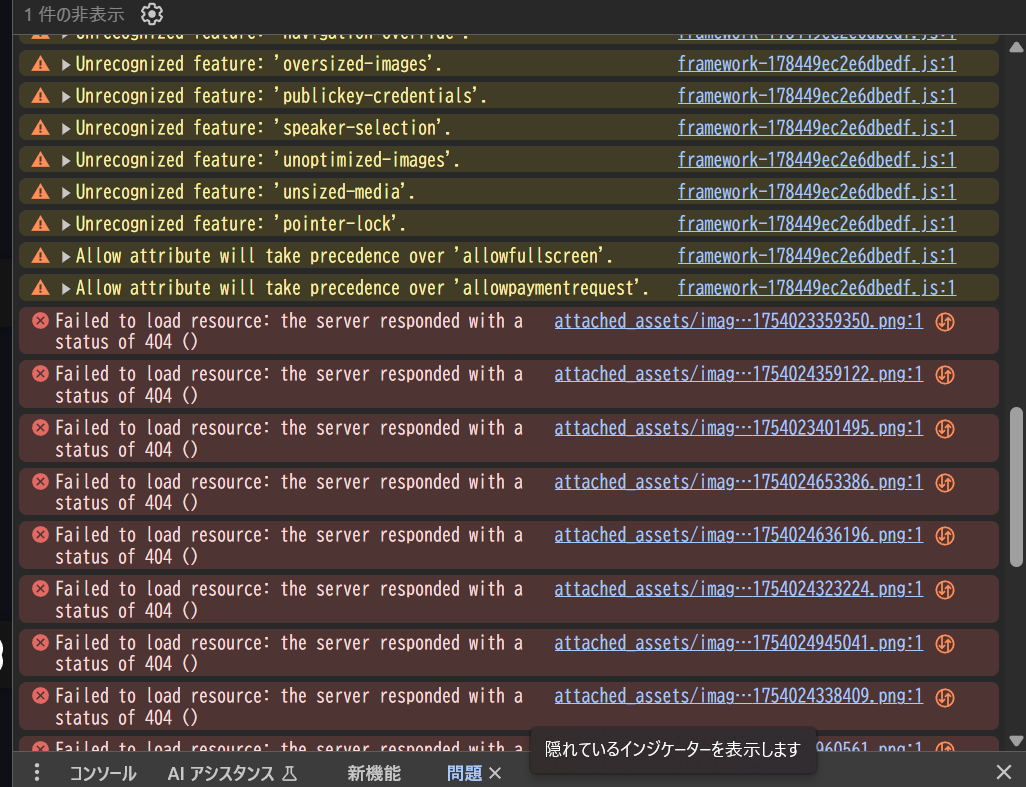 1 件の非表示
Unrecognized feature: 'navigation-override'. framework-178449ec2e6dbedf.js:1
Unrecognized feature: 'oversized-images'. framework-178449ec2e6dbedf.js:1
Unrecognized feature: 'publickey-credentials'. framework-178449ec2e6dbedf.js:1
Unrecognized feature: 'speaker-selection'. framework-178449ec2e6dbedf.js:1
Unrecognized feature: 'unoptimized-images'. framework-178449ec2e6dbedf.js:1
Unrecognized feature: 'unsized-media'. framework-178449ec2e6dbedf.js:1
Unrecognized feature: 'pointer-lock'. framework-178449ec2e6dbedf.js:1
Allow attribute will take precedence over 'allowfullscreen'. framework-178449ec2e6dbedf.js:1
Allow attribute will take precedence over 'allowpaymentrequest'. framework-178449ec2e6dbedf.js:1
Failed to load resource: the server responded with a attached_assets/imag…1754023359350.png:1
status of 404 ()
Failed to load resource: the server responded with a attached_assets/imag…1754024359122.png:1
status of 404 ()
Failed to load resource: the server responded with a attached_assets/imag…1754023401495.png:1
status of 404 ()
Failed to load resource: the server responded with a attached_assets/imag…1754024653386.png:1
status of 404 ()
Failed to load resource: the server responded with a attached_assets/imag…1754024636196.png:1
status of 404 ()
Failed to load resource: the server responded with a attached_assets/imag…1754024323224.png:1
status of 404 ()
Failed to load resource: the server responded with a attached_assets/imag…1754024945041.png:1
status of 404 ()
Failed to load resource: the server responded with a attached_assets/imag…1754024338409.png:1
status of 404 ()
Failed to load resource: the server responded with a 960561.png:1
隠れているインジケーターを表示します
コンソール AI アシスタンス 新機能 問題